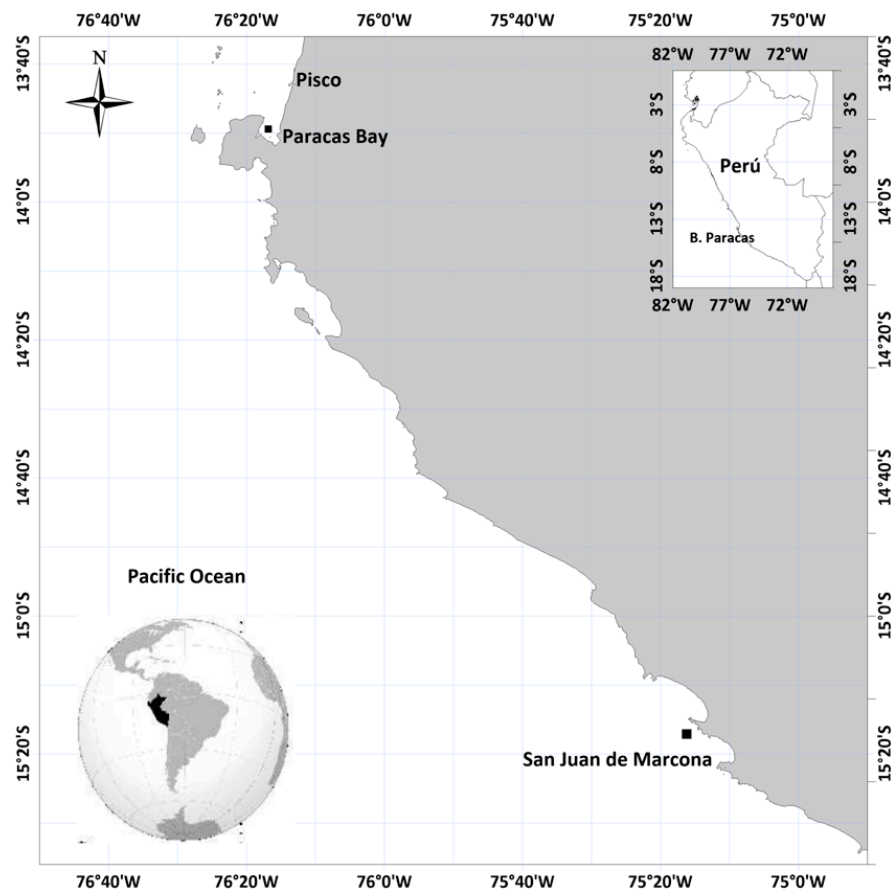 76°40'W 76°20'W 76°0'W 75°40'W 75°20'W 75°0'W
13°40'S
14°0'S
14°20'S
14°40'S
15°0'S
15°20'S
N
Pisco
Paracas Bay
82°W 77°W 72°W
3°S
8°S
13°S
18°S
Perú
B. Paracas
3°S
8°S
13°S
18°S
82°W 77°W 72°W
13°40'S
14°0'S
14°20'S
14°40'S
15°0'S
15°20'S
Pacific Ocean
San Juan de Marcona
76°40'W 76°20'W 76°0'W 75°40'W 75°20'W 75°0'W